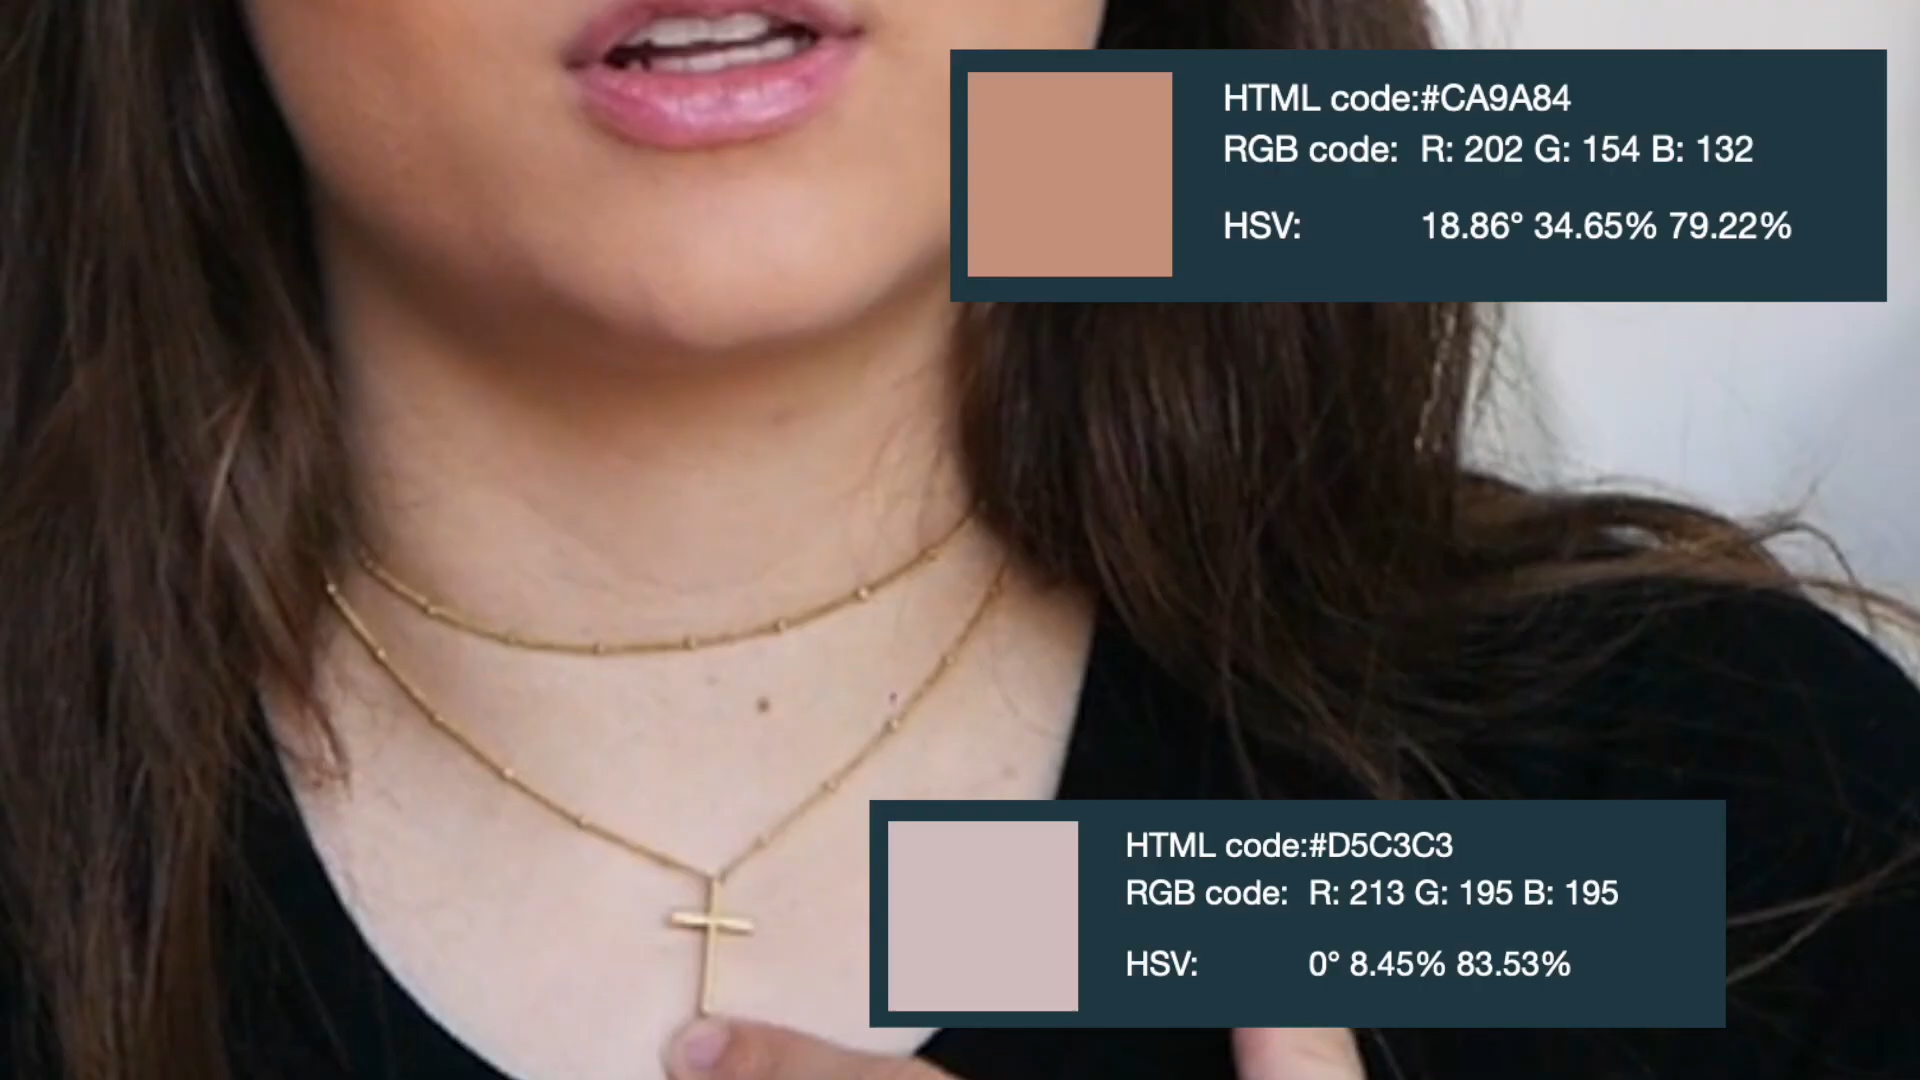 HTML code:#CA9A84
RGB code: R: 202 G: 154 B: 132
HSV: 18.86° 34.65% 79.22%
HTML code:#D5C3C3
RGB code: R: 213 G: 195 B: 195
HSV: 0° 8.45% 83.53%